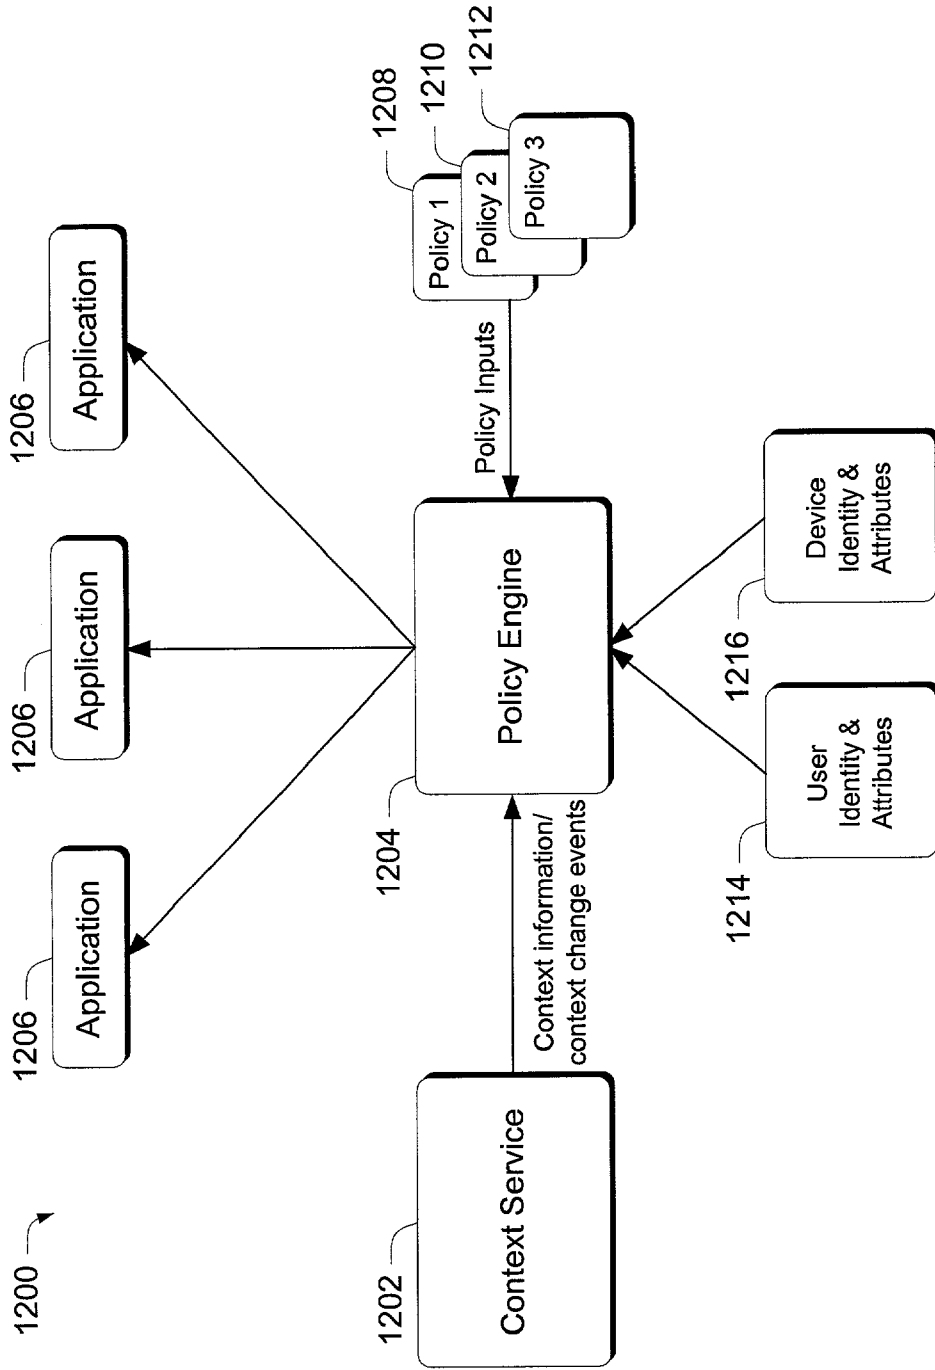 1200
1206
Application
1206
Application
1206
Application
1202
Context Service
Context information/
context change events
1204
Policy Engine
Policy Inputs
Policy 1
1208
Policy 2
1210
Policy 3
1212
1214
User
Identity &
Attributes
1216
Device
Identity &
Attributes